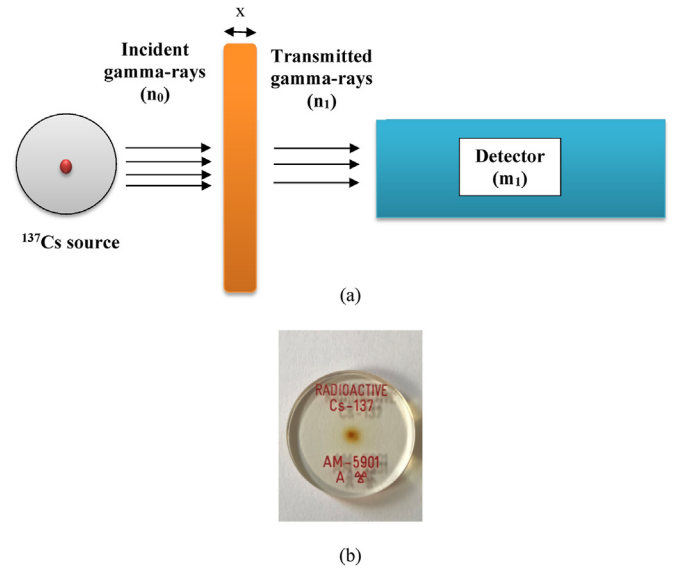 x
Incident
gamma-rays
(n₀)
Transmitted
gamma-rays
(n₁)
Detector
(m₁)
¹³⁷Cs source
(a)
RADIOACTIVE
Cs-137
AM-5901
A
(b)